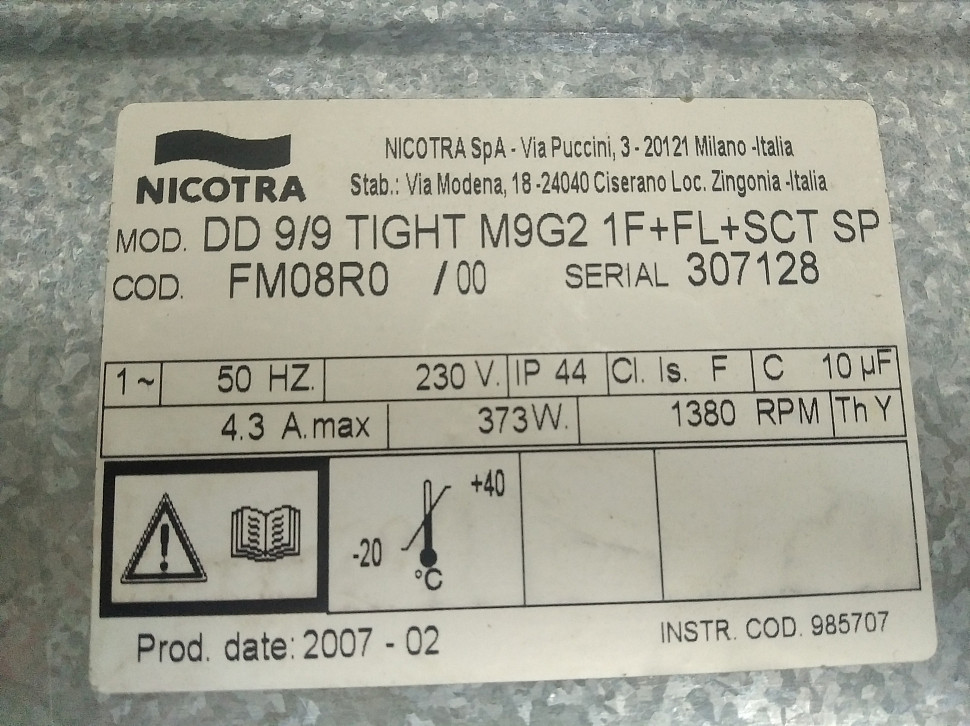 NICOTRA
NICOTRA SpA - Via Puccini, 3 - 20121 Milano -Italia
Stab.: Via Modena, 18 -24040 Ciserano Loc. Zingonia -Italia
MOD. DD 9/9 TIGHT M9G2 1F+FL+SCT SP
COD. FM08R0 /00 SERIAL 307128
1~ 50 HZ. 230 V. IP 44 Cl. Is. F C 10 µF
4.3 A.max 373W. 1380 RPM Th Y
+40
-20
°C
Prod. date: 2007 - 02 INSTR. COD. 985707